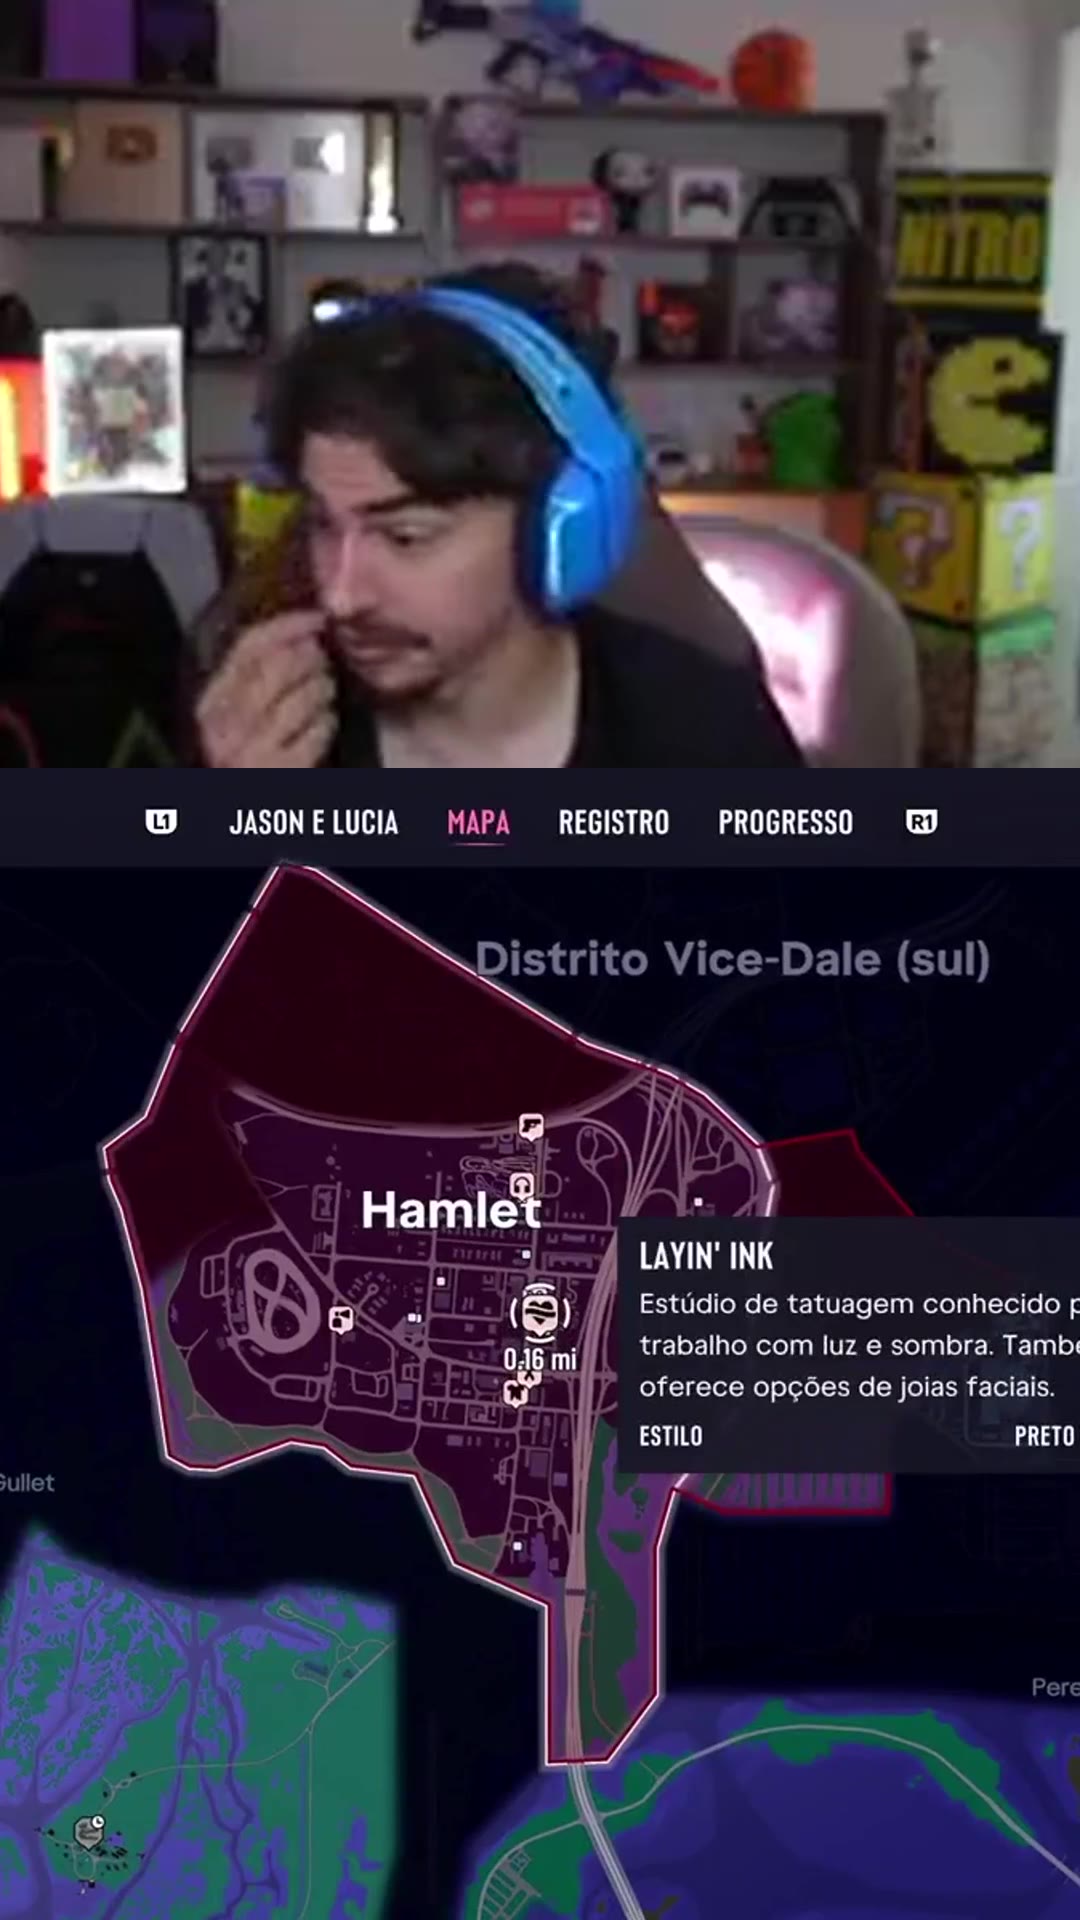 NITRO
L1 JASON E LUCIA MAPA REGISTRO PROGRESSO R1
Distrito Vice-Dale (sul)
Hamlet
LAYIN' INK
Estúdio de tatuagem conhecido p
trabalho com luz e sombra. També
oferece opções de joias faciais.
0.16 mi
ESTILO PRETO
Gullet
Pere